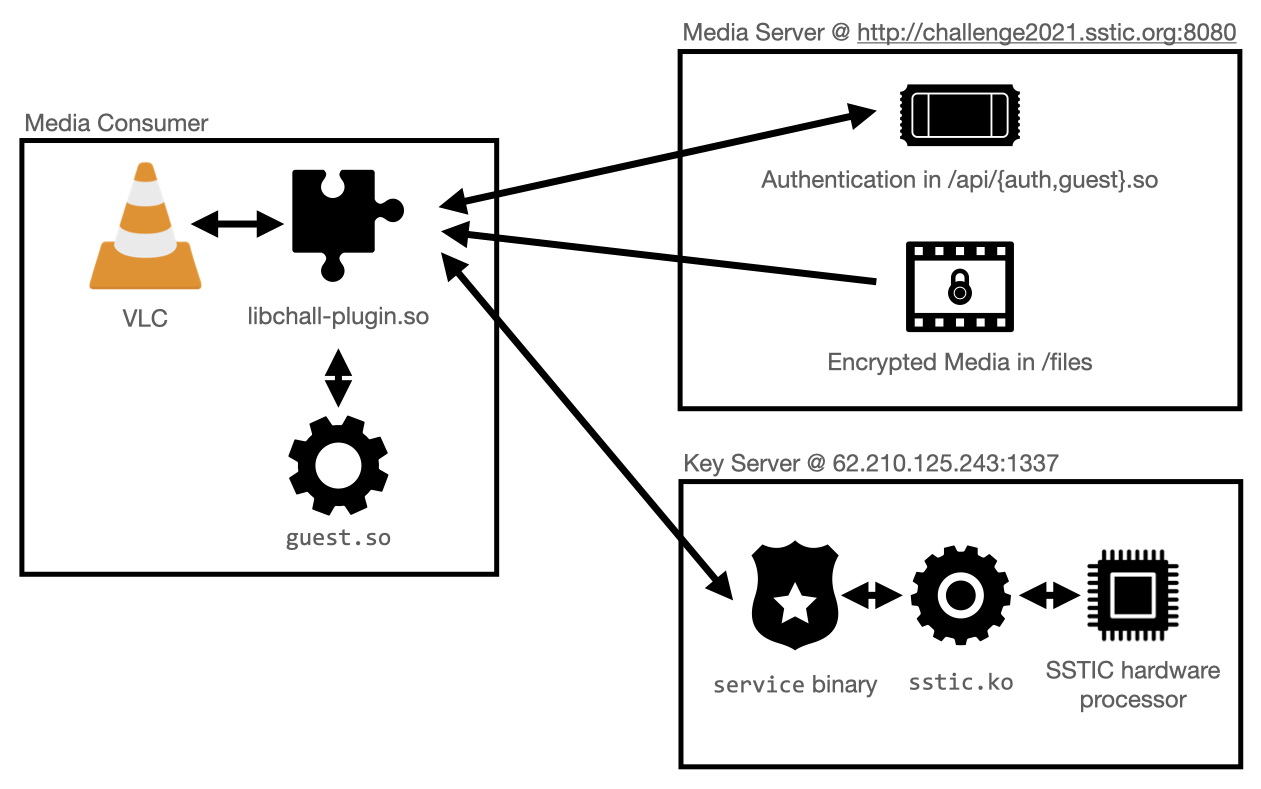 Media Server @ http://challenge2021.sstic.org:8080
Media Consumer
Authentication in /api/{auth,guest}.so
VLC
libchall-plugin.so
Encrypted Media in /files
guest.so
Key Server @ 62.210.125.243:1337
service binary
sstic.ko
SSTIC hardware
processor